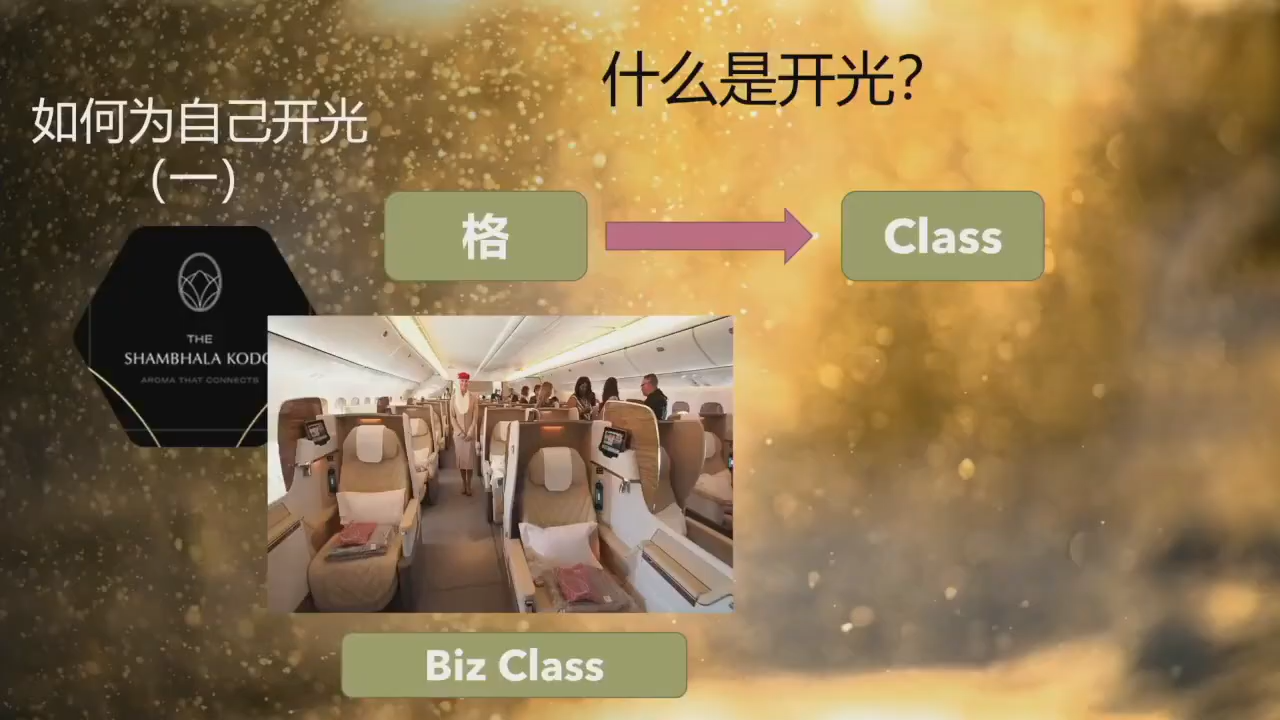 什么是开光？
如何为自己开光
（一）
格
Class
THE
SHAMBHALA KODO
AROMA THAT CONNECTS
Biz Class